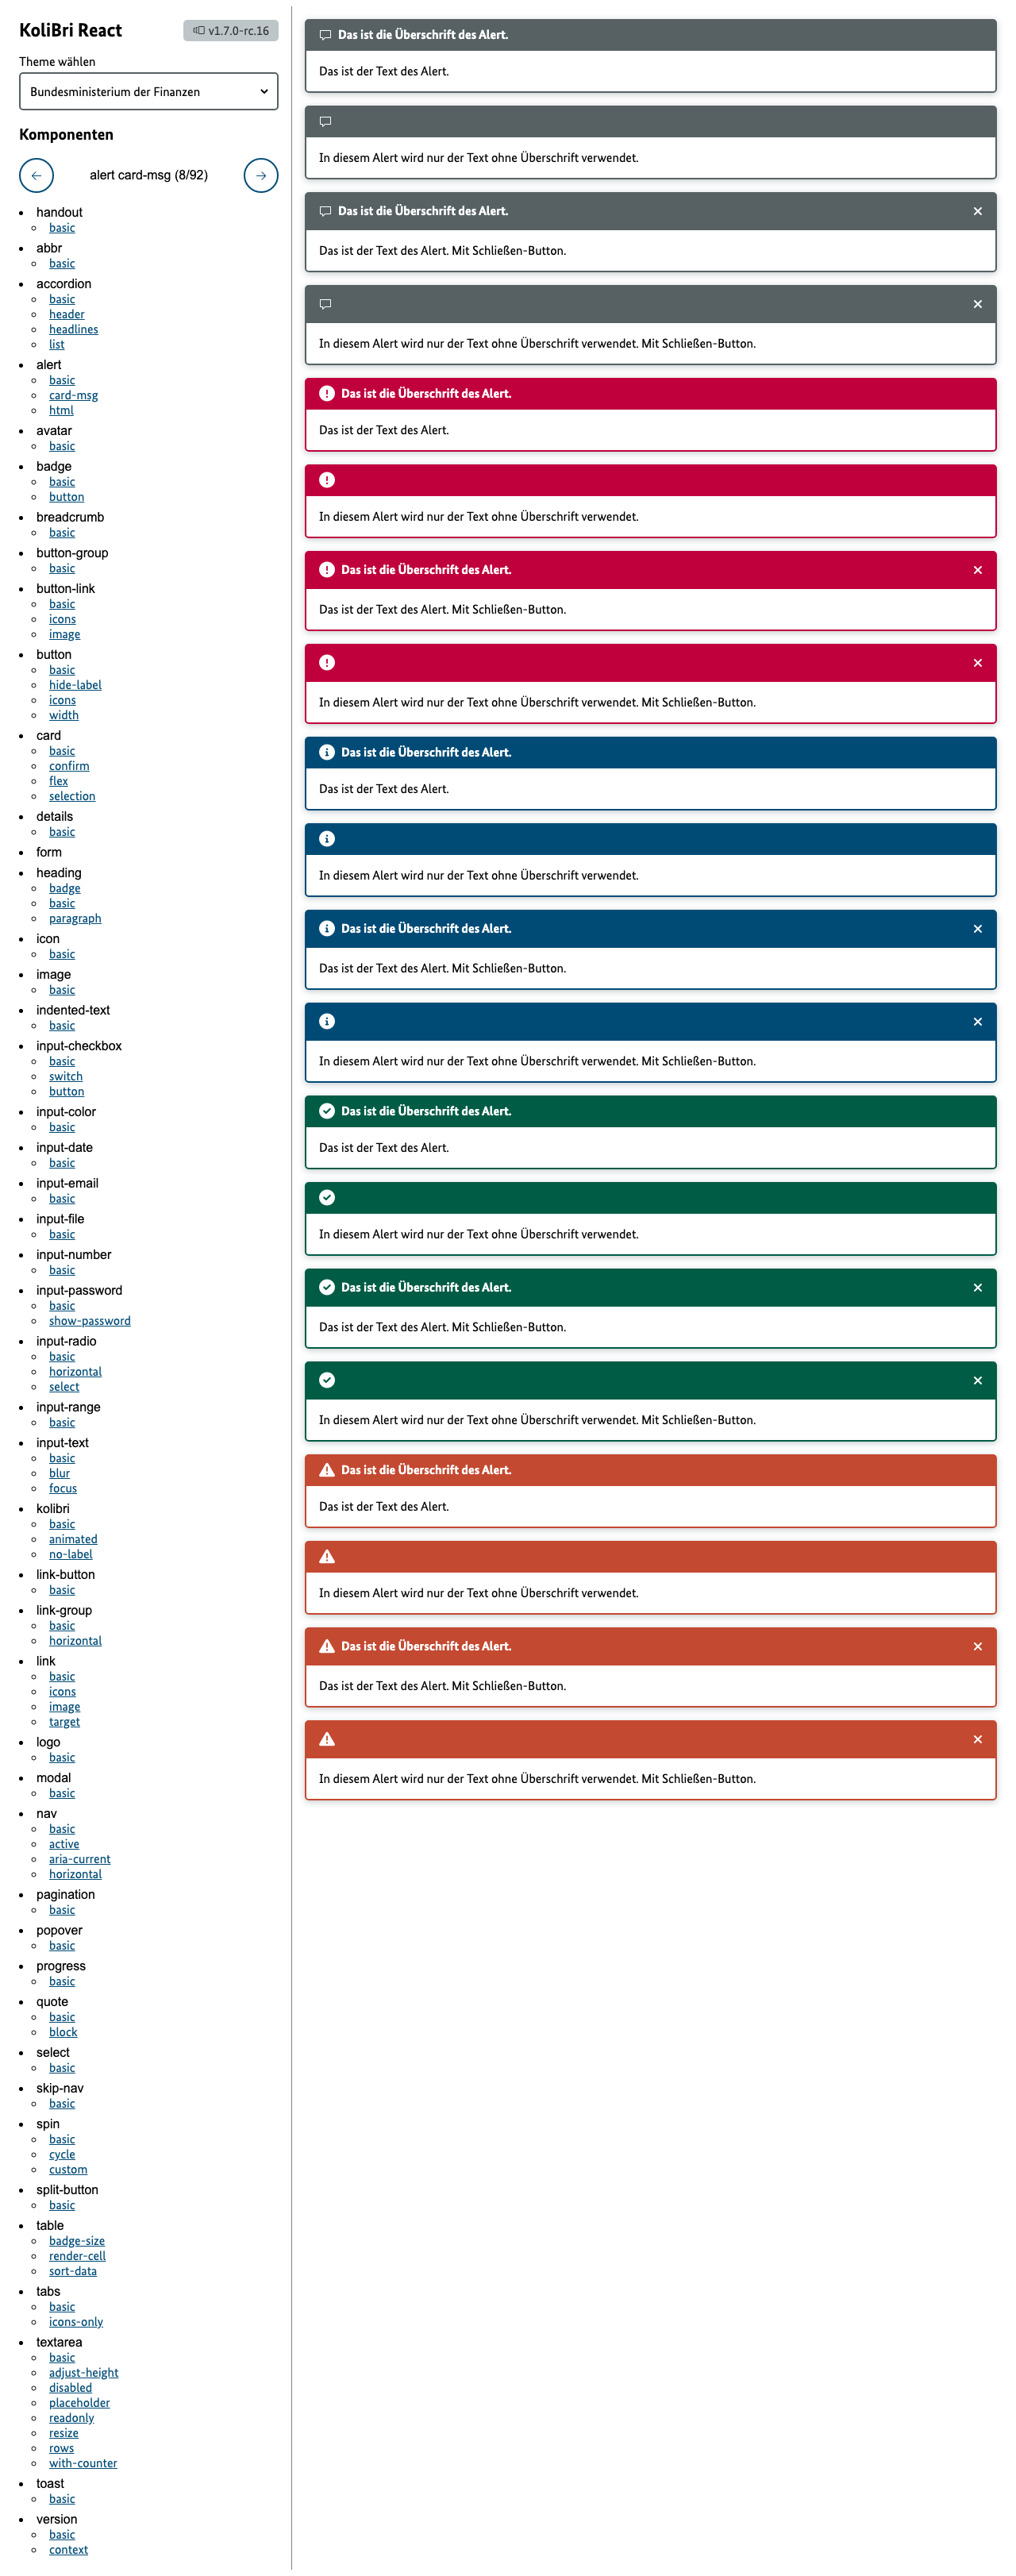 KoliBri React
v1.7.0-rc.16
Theme wählen
Bundesministerium der Finanzen
Komponenten
alert card-msg (8/92)
handout
basic
abbr
basic
accordion
basic
header
headlines
list
alert
basic
card-msg
html
avatar
basic
badge
basic
button
breadcrumb
basic
button-group
basic
button-link
basic
icons
image
button
basic
hide-label
icons
width
card
basic
confirm
flex
selection
details
basic
form
heading
badge
basic
paragraph
icon
basic
image
basic
indented-text
basic
input-checkbox
basic
switch
button
input-color
basic
input-date
basic
input-email
basic
input-file
basic
input-number
basic
input-password
basic
show-password
input-radio
basic
horizontal
select
input-range
basic
input-text
basic
blur
focus
kolibri
basic
animated
no-label
link-button
basic
link-group
basic
horizontal
link
basic
icons
image
target
logo
basic
modal
basic
nav
basic
active
aria-current
horizontal
pagination
basic
popover
basic
progress
basic
quote
basic
block
select
basic
skip-nav
basic
spin
basic
cycle
custom
split-button
basic
table
badge-size
render-cell
sort-data
tabs
basic
icons-only
textarea
basic
adjust-height
disabled
placeholder
readonly
resize
rows
with-counter
toast
basic
version
basic
context
Das ist die Überschrift des Alert.
Das ist der Text des Alert.
In diesem Alert wird nur der Text ohne Überschrift verwendet.
Das ist die Überschrift des Alert.
Das ist der Text des Alert. Mit Schließen-Button.
In diesem Alert wird nur der Text ohne Überschrift verwendet. Mit Schließen-Button.
Das ist die Überschrift des Alert.
Das ist der Text des Alert.
In diesem Alert wird nur der Text ohne Überschrift verwendet.
Das ist die Überschrift des Alert.
Das ist der Text des Alert. Mit Schließen-Button.
In diesem Alert wird nur der Text ohne Überschrift verwendet. Mit Schließen-Button.
Das ist die Überschrift des Alert.
Das ist der Text des Alert.
In diesem Alert wird nur der Text ohne Überschrift verwendet.
Das ist die Überschrift des Alert.
Das ist der Text des Alert. Mit Schließen-Button.
In diesem Alert wird nur der Text ohne Überschrift verwendet. Mit Schließen-Button.
Das ist die Überschrift des Alert.
Das ist der Text des Alert.
In diesem Alert wird nur der Text ohne Überschrift verwendet.
Das ist die Überschrift des Alert.
Das ist der Text des Alert. Mit Schließen-Button.
In diesem Alert wird nur der Text ohne Überschrift verwendet. Mit Schließen-Button.
Das ist die Überschrift des Alert.
Das ist der Text des Alert.
In diesem Alert wird nur der Text ohne Überschrift verwendet.
Das ist die Überschrift des Alert.
Das ist der Text des Alert. Mit Schließen-Button.
In diesem Alert wird nur der Text ohne Überschrift verwendet. Mit Schließen-Button.